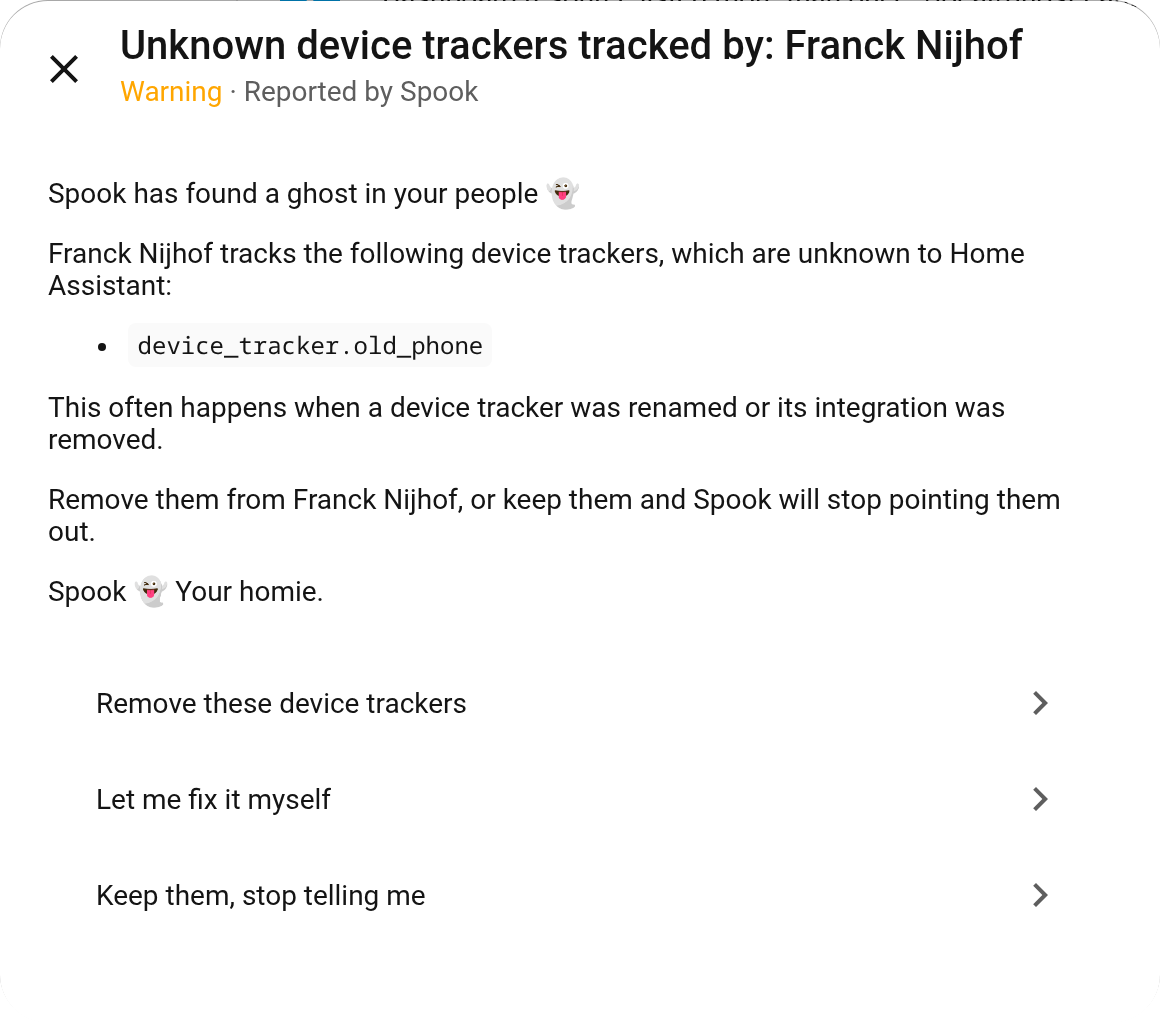 Unknown device trackers tracked by: Franck Nijhof
Warning · Reported by Spook
Spook has found a ghost in your people 👻
Franck Nijhof tracks the following device trackers, which are unknown to Home
Assistant:
• device_tracker.old_phone
This often happens when a device tracker was renamed or its integration was
removed.
Remove them from Franck Nijhof, or keep them and Spook will stop pointing them
out.
Spook 👻 Your homie.
Remove these device trackers
Let me fix it myself
Keep them, stop telling me